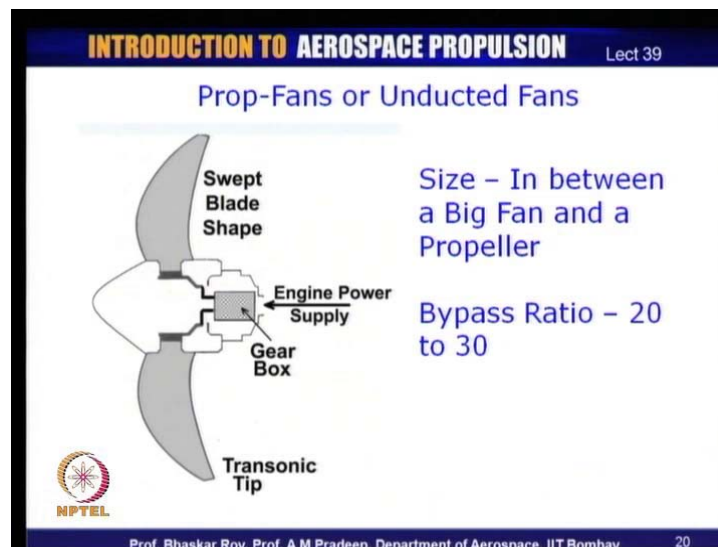 INTRODUCTION TO AEROSPACE PROPULSION
Lect 39
Prop-Fans or Unducted Fans
Swept
Blade
Shape
Engine Power
Supply
Gear
Box
Transonic
Tip
Size – In between
a Big Fan and a
Propeller
Bypass Ratio – 20
to 30
NPTEL
Prof. Bhaskar Roy, Prof. A M Pradeep, Department of Aerospace, IIT Bombay
20